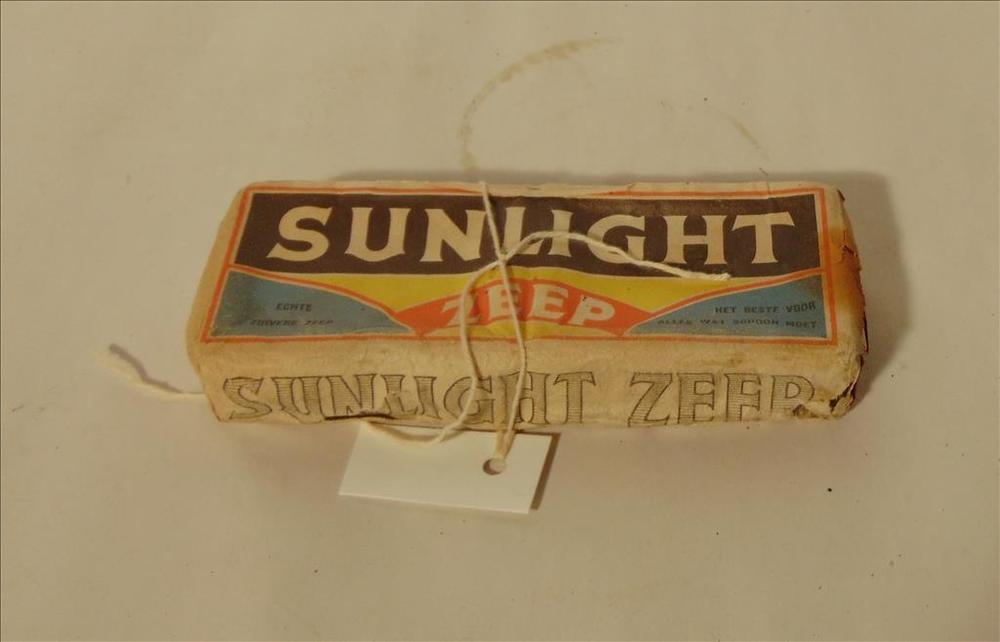 SUNLIGHT
ZEEP
ECHTE
ZUIVERE ZEEP
HET BESTE VOOR
ALLES WAT SCHOON MOET
SUNLIGHT ZEEP